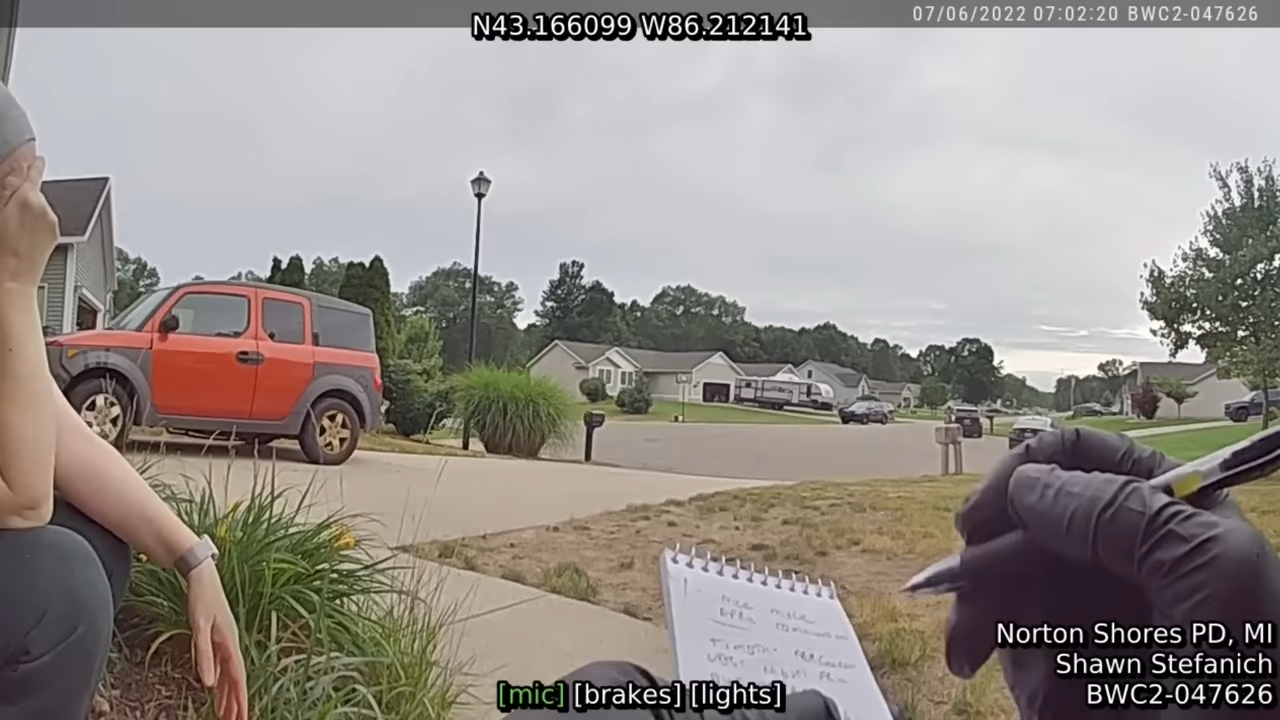 07/06/2022 07:02:20 BWC2-047626
N43.166099 W86.212141
Norton Shores PD, MI
Shawn Stefanich
BWC2-047626
[mic] [brakes] [lights]